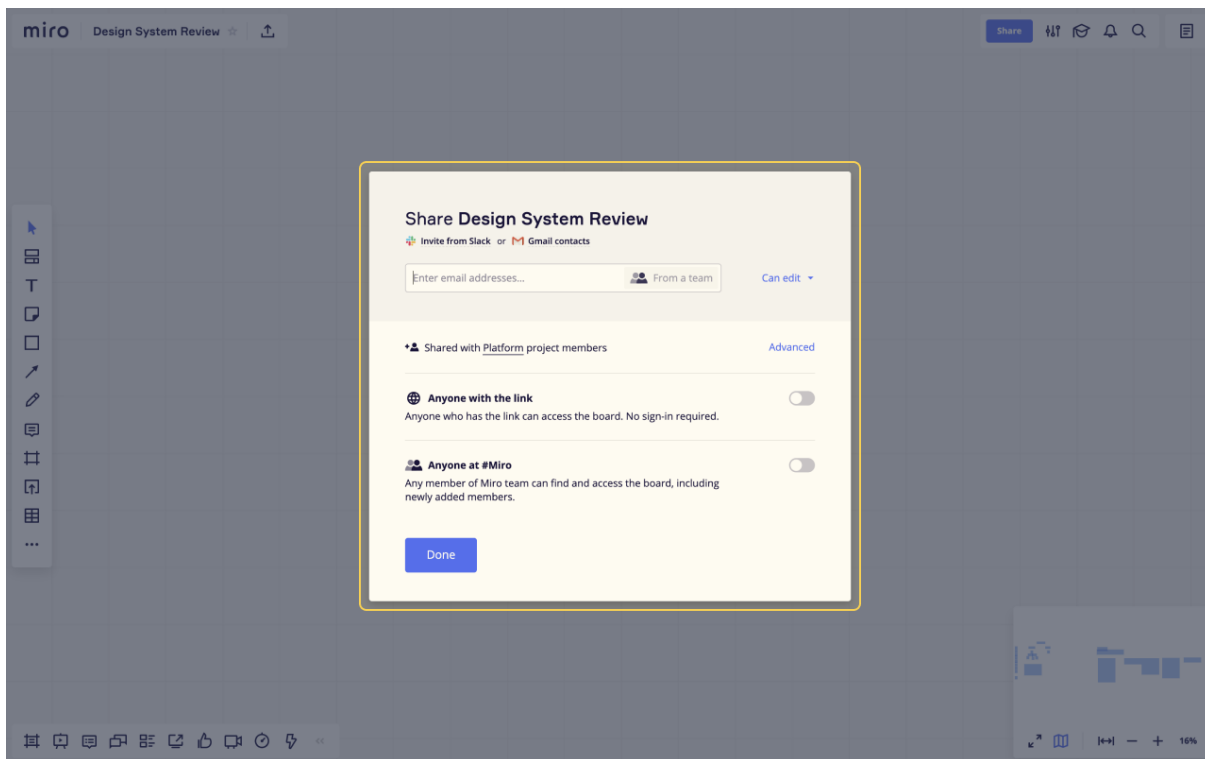 miro Design System Review
Share
Share Design System Review
Invite from Slack or Gmail contacts
Enter email addresses... From a team Can edit
Shared with Platform project members Advanced
Anyone with the link
Anyone who has the link can access the board. No sign-in required.
Anyone at #Miro
Any member of Miro team can find and access the board, including
newly added members.
Done
16%